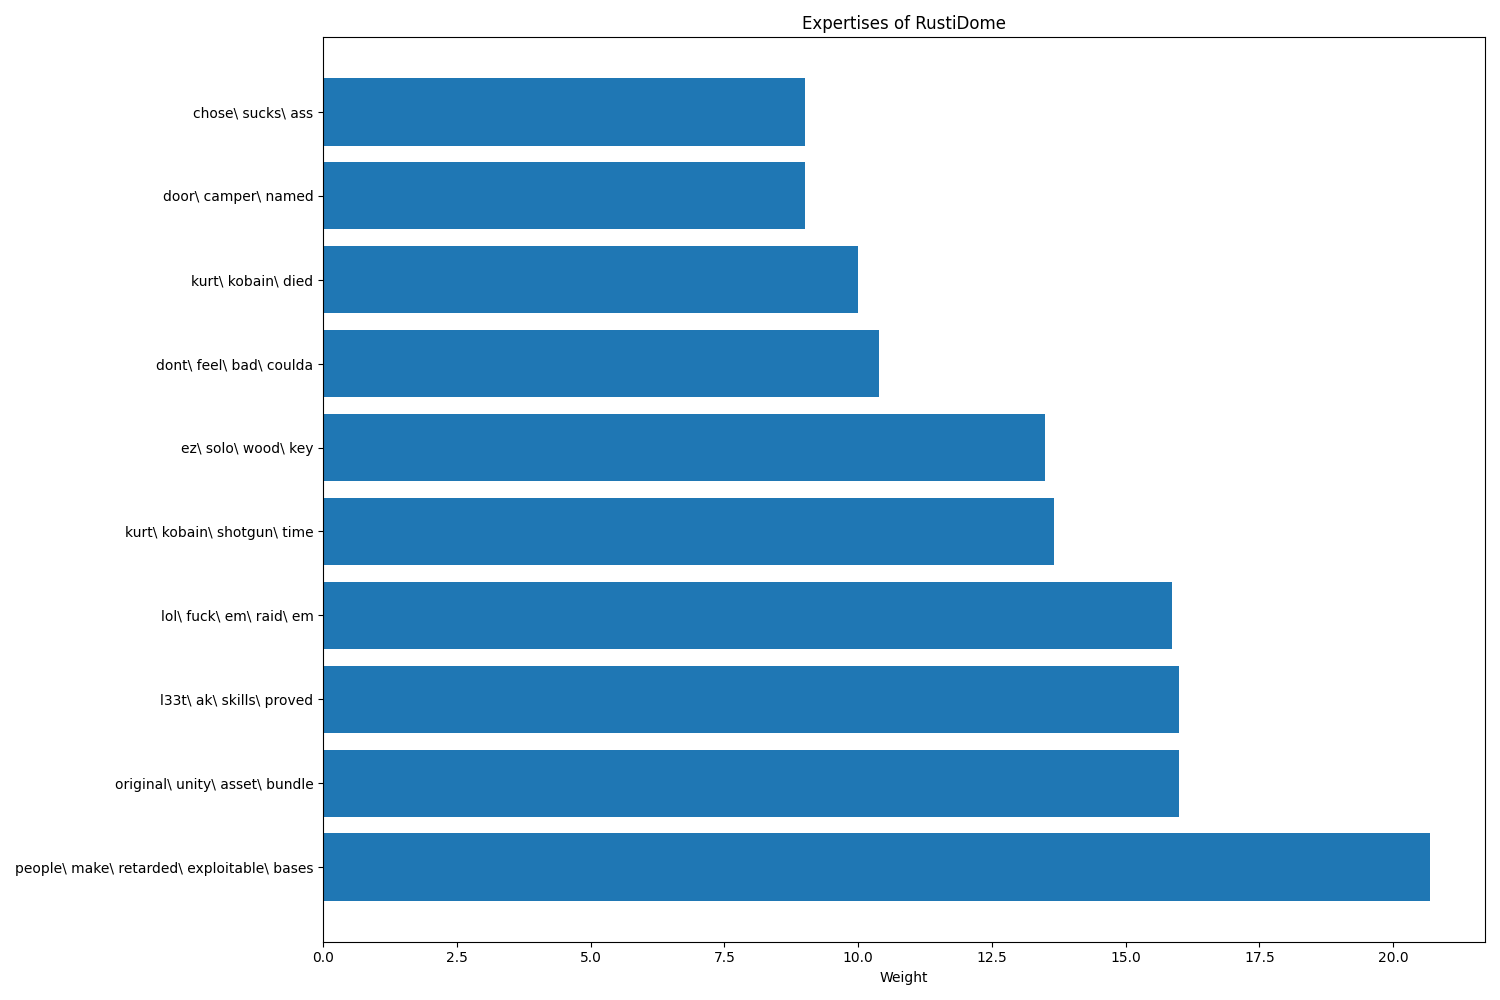 Expertises of RustiDome
chose\ sucks\ ass
door\ camper\ named
kurt\ kobain\ died
dont\ feel\ bad\ coulda
ez\ solo\ wood\ key
kurt\ kobain\ shotgun\ time
lol\ fuck\ em\ raid\ em
l33t\ ak\ skills\ proved
original\ unity\ asset\ bundle
people\ make\ retarded\ exploitable\ bases
0.0 2.5 5.0 7.5 10.0 12.5 15.0 17.5 20.0
Weight